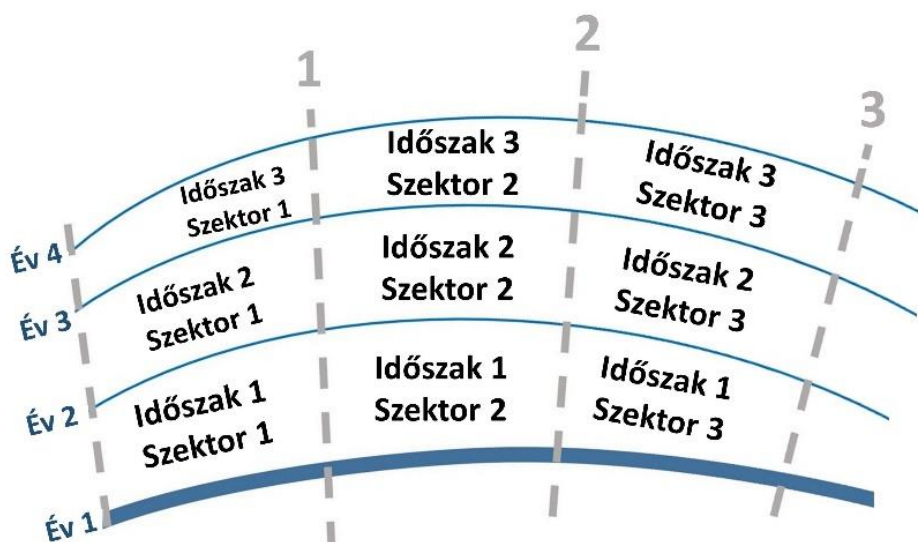 1
2
3
Időszak 3
Szektor 1
Időszak 3
Szektor 2
Időszak 3
Szektor 3
Év 4
Időszak 2
Szektor 1
Időszak 2
Szektor 2
Időszak 2
Szektor 3
Év 3
Időszak 1
Szektor 1
Időszak 1
Szektor 2
Időszak 1
Szektor 3
Év 2
Év 1